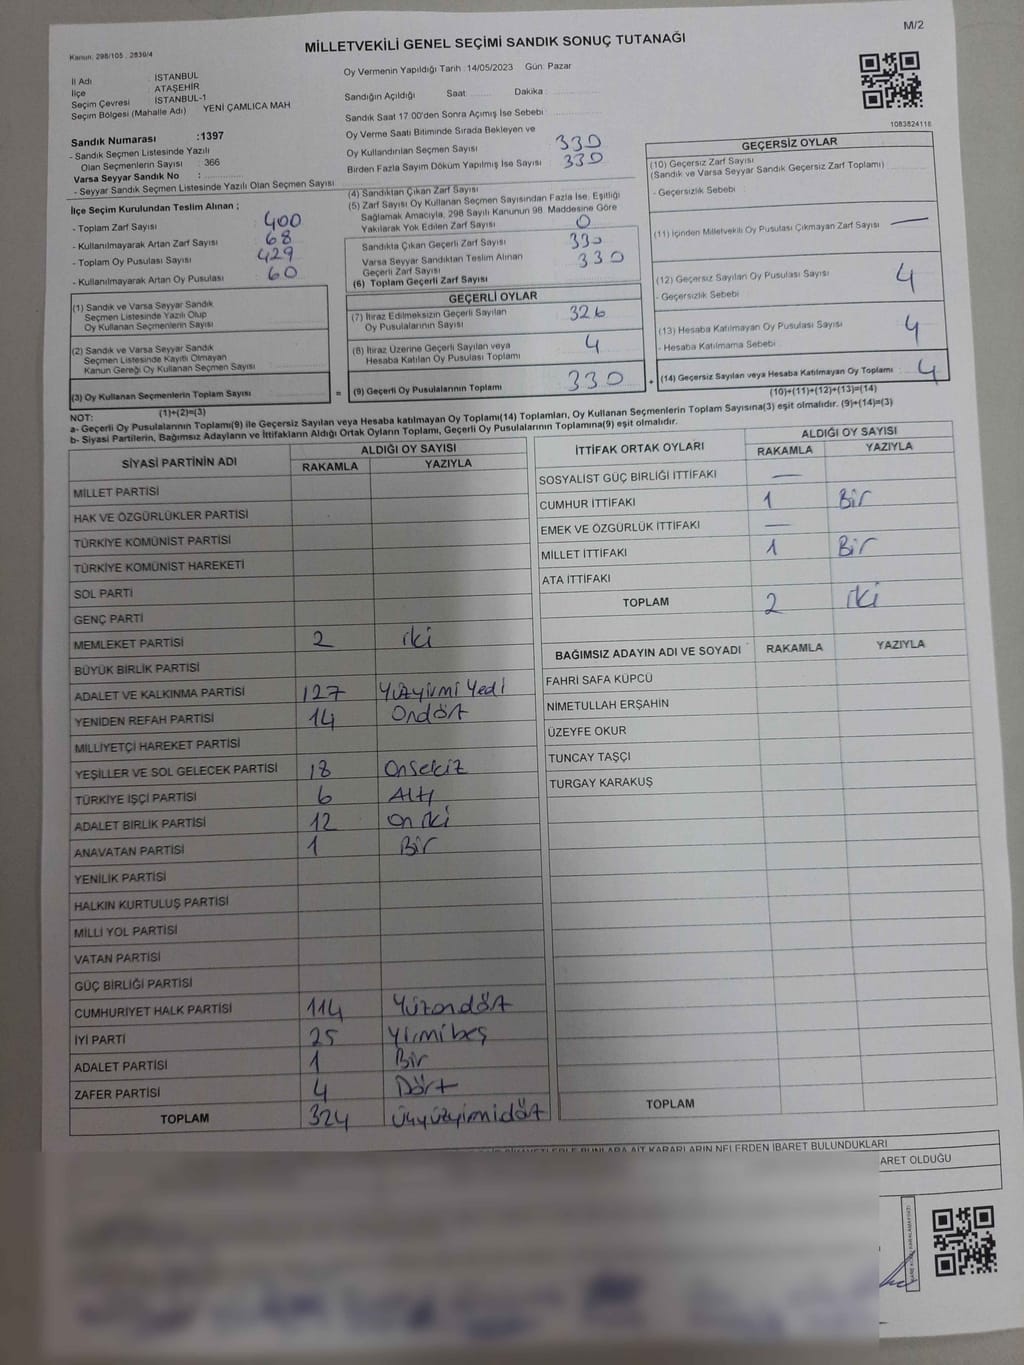 M/2
Kanun: 298/105 , 2839/4
MİLLETVEKİLİ GENEL SEÇİMİ SANDIK SONUÇ TUTANAĞI
İl Adı : İSTANBUL
İlçe : ATAŞEHİR
Seçim Çevresi : İSTANBUL-1
Seçim Bölgesi (Mahalle Adı) YENİ ÇAMLICA MAH
Sandık Numarası :1397
- Sandık Seçmen Listesinde Yazılı
Olan Seçmenlerin Sayısı : 366
Varsa Seyyar Sandık No :
- Seyyar Sandık Seçmen Listesinde Yazılı Olan Seçmen Sayısı
Oy Vermenin Yapıldığı Tarih :14/05/2023 Gün: Pazar
Sandığın Açıldığı Saat: Dakika :
Sandık Saat 17.00'den Sonra Açımış İse Sebebi :
Oy Verme Saati Bitiminde Sırada Bekleyen ve
Oy Kullandırılan Seçmen Sayısı 330
Birden Fazla Sayım Döküm Yapılmış İse Sayısı 330
1083824116
İlçe Seçim Kurulundan Teslim Alınan ;
- Toplam Zarf Sayısı : 400
- Kullanılmayarak Artan Zarf Sayısı : 68
- Toplam Oy Pusulası Sayısı : 429
- Kullanılmayarak Artan Oy Pusulası : 60
(1) Sandık ve Varsa Seyyar Sandık
Seçmen Listesinde Yazılı Olup
Oy Kullanan Seçmenlerin Sayısı
(2) Sandık ve Varsa Seyyar Sandık
Seçmen Listesinde Kayıtlı Olmayan
Kanun Gereği Oy Kullanan Seçmen Sayısı
(3) Oy Kullanan Seçmenlerin Toplam Sayısı
(1)+(2)=(3)
(4) Sandıktan Çıkan Zarf Sayısı
(5) Zarf Sayısı Oy Kullanan Seçmen Sayısından Fazla İse, Eşitliği
Sağlamak Amacıyla, 298 Sayılı Kanunun 98. Maddesine Göre
Yakılarak Yok Edilen Zarf Sayısı : 0
Sandıkta Çıkan Geçerli Zarf Sayısı : 330
Varsa Seyyar Sandıktan Teslim Alınan
Geçerli Zarf Sayısı : 330
(6) Toplam Geçerli Zarf Sayısı
GEÇERLİ OYLAR
(7) İtiraz Edilmeksizin Geçerli Sayılan
Oy Pusulalarının Sayısı 326
(8) İtiraz Üzerine Geçerli Sayılan veya
Hesaba Katılan Oy Pusulası Toplamı 4
=
(9) Geçerli Oy Pusulalarının Toplamı 330
+
GEÇERSİZ OYLAR
(10) Geçersiz Zarf Sayısı
(Sandık ve Varsa Seyyar Sandık Geçersiz Zarf Toplamı)
- Geçersizlik Sebebi :
(11) İçinden Milletvekili Oy Pusulası Çıkmayan Zarf Sayısı —
(12) Geçersiz Sayılan Oy Pusulası Sayısı : 4
- Geçersizlik Sebebi :
(13) Hesaba Katılmayan Oy Pusulası Sayısı : 4
- Hesaba Katılmama Sebebi :
(14) Geçersiz Sayılan veya Hesaba Katılmayan Oy Toplamı : 4
(10)+(11)+(12)+(13)=(14)
NOT:
a- Geçerli Oy Pusulalarının Toplamı(9) ile Geçersiz Sayılan veya Hesaba katılmayan Oy Toplamı(14) Toplamları, Oy Kullanan Seçmenlerin Toplam Sayısına(3) eşit olmalıdır. (9)+(14)=(3)
b- Siyasi Partilerin, Bağımsız Adayların ve İttifakların Aldığı Ortak Oyların Toplamı, Geçerli Oy Pusulalarının Toplamına(9) eşit olmalıdır.
SİYASİ PARTİNİN ADI ALDIĞI OY SAYISI
RAKAMLA YAZIYLA
MİLLET PARTİSİ
HAK VE ÖZGÜRLÜKLER PARTİSİ
TÜRKİYE KOMÜNİST PARTİSİ
TÜRKİYE KOMÜNİST HAREKETİ
SOL PARTİ
GENÇ PARTİ
MEMLEKET PARTİSİ 2 iki
BÜYÜK BİRLİK PARTİSİ
ADALET VE KALKINMA PARTİSİ 127 Yüzyirmi Yedi
YENİDEN REFAH PARTİSİ 14 Ondört
MİLLİYETÇİ HAREKET PARTİSİ
YEŞİLLER VE SOL GELECEK PARTİSİ 18 Onsekiz
TÜRKİYE İŞÇİ PARTİSİ 6 Altı
ADALET BİRLİK PARTİSİ 12 on iki
ANAVATAN PARTİSİ 1 Bir
YENİLİK PARTİSİ
HALKIN KURTULUŞ PARTİSİ
MİLLİ YOL PARTİSİ
VATAN PARTİSİ
GÜÇ BİRLİĞİ PARTİSİ
CUMHURİYET HALK PARTİSİ 114 Yüzondört
İYİ PARTİ 25 Yirmibeş
ADALET PARTİSİ 1 Bir
ZAFER PARTİSİ 4 Dört
TOPLAM 324 üçyüzyirmidört
İTTİFAK ORTAK OYLARI ALDIĞI OY SAYISI
RAKAMLA YAZIYLA
SOSYALİST GÜÇ BİRLİĞİ İTTİFAKI —
CUMHUR İTTİFAKI 1 Bir
EMEK VE ÖZGÜRLÜK İTTİFAKI —
MİLLET İTTİFAKI 1 Bir
ATA İTTİFAKI
TOPLAM 2 iki
BAĞIMSIZ ADAYIN ADI VE SOYADI RAKAMLA YAZIYLA
FAHRİ SAFA KÜPCÜ
NİMETULLAH ERŞAHİN
ÜZEYFE OKUR
TUNCAY TAŞÇI
TURGAY KARAKUŞ
TOPLAM
BUNLARA AİT KARARLARIN NELERDEN İBARET BULUNDUKLARI
ARET OLDUĞU